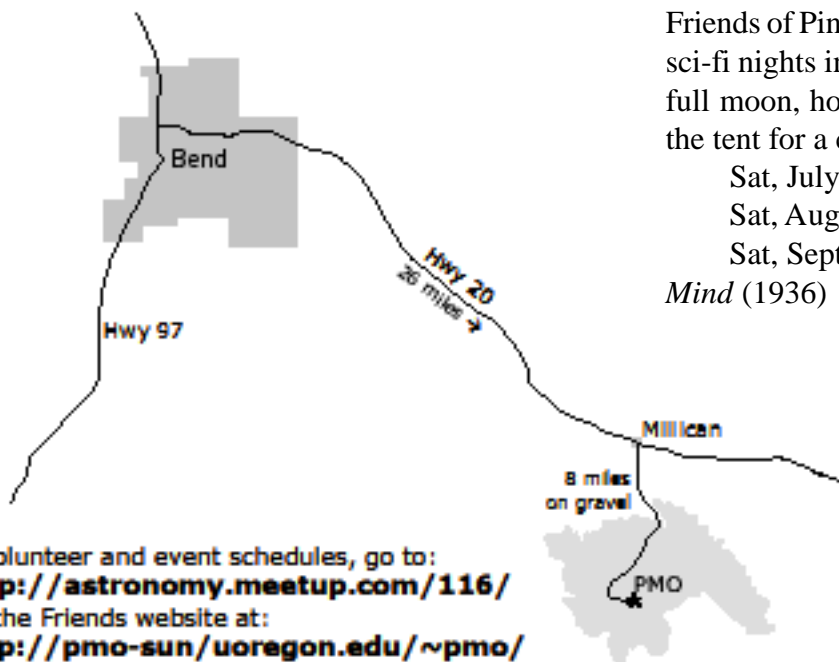 Friends of Pin
sci-fi nights in
full moon, ho
the tent for a
Sat, July
Sat, Aug
Sat, Sept
Mind (1936)
Bend
Hwy 20
26 miles →
Hwy 97
Millican
8 miles
on gravel
PMO
olunteer and event schedules, go to:
p://astronomy.meetup.com/116/
the Friends website at:
p://pmo-sun/uoregon.edu/~pmo/